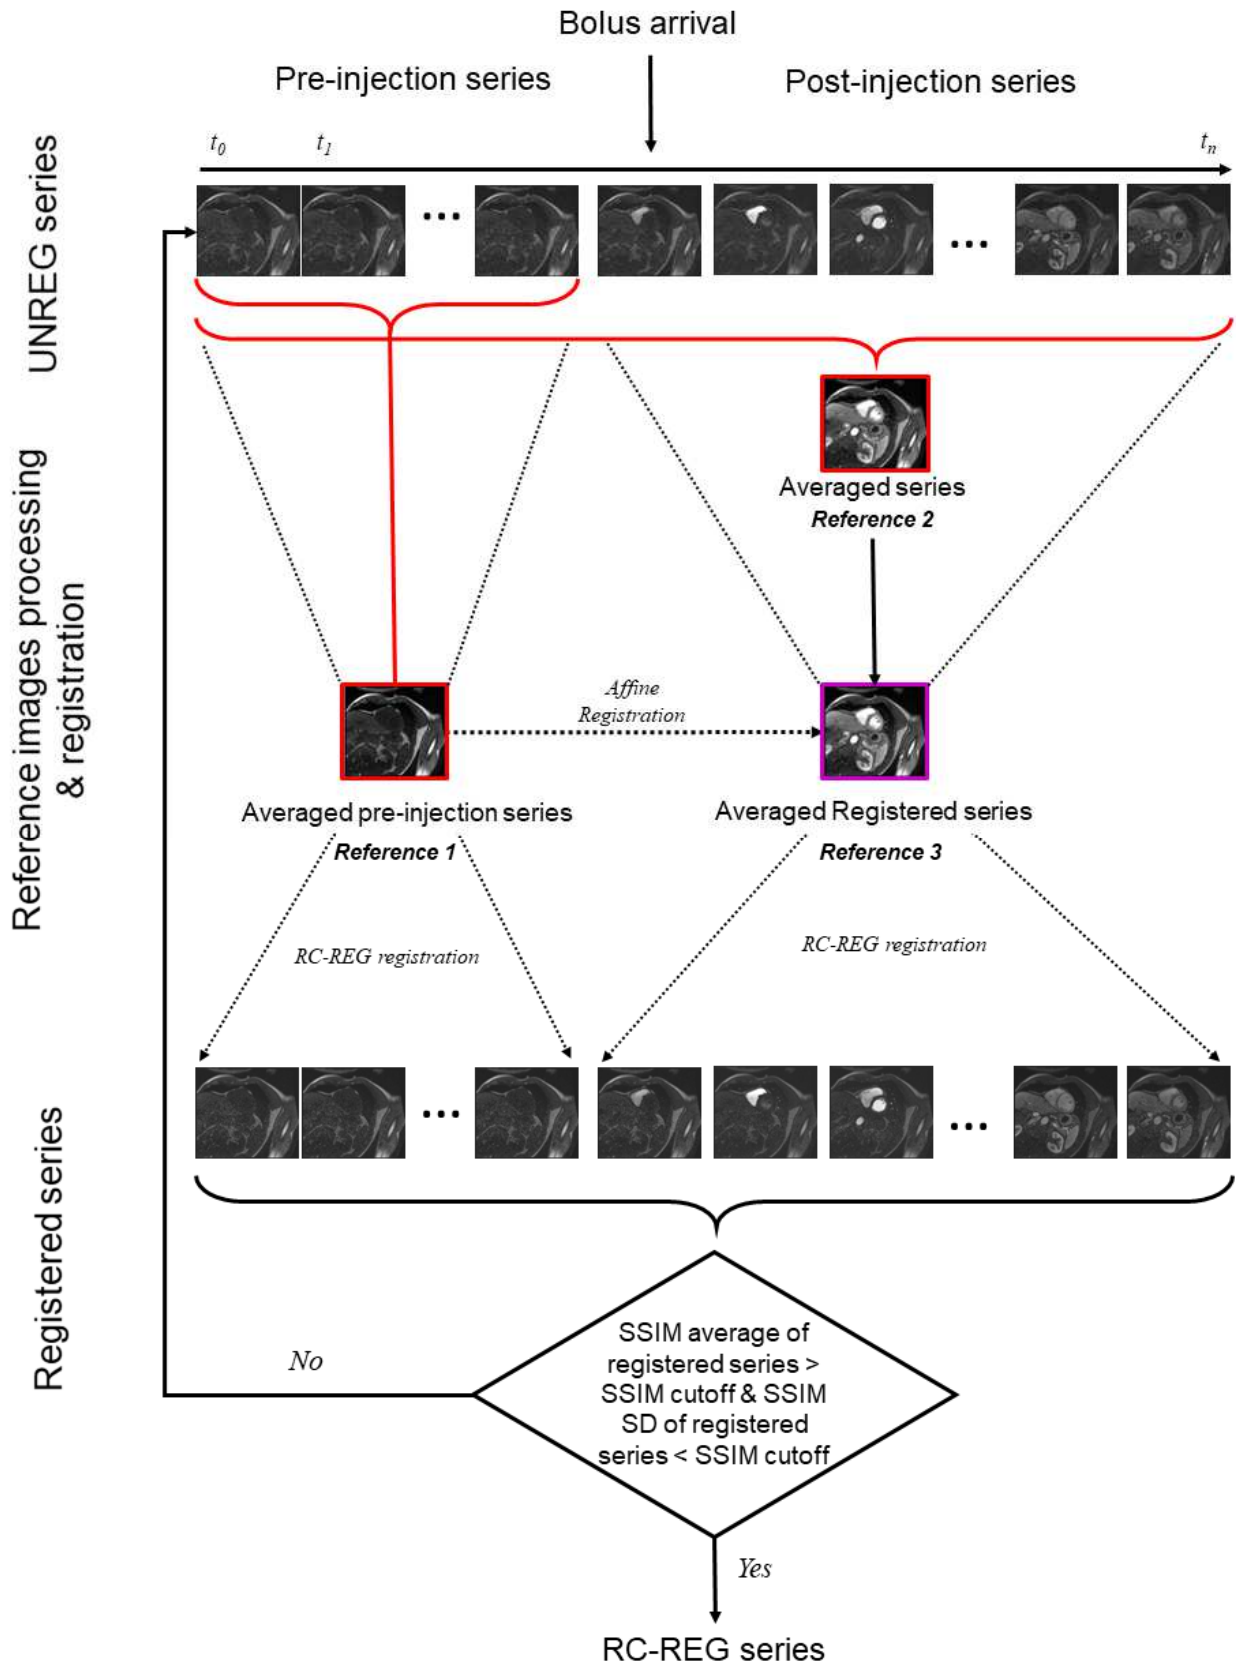 Bolus arrival
Pre-injection series
Post-injection series
t0
t1
tn
UNREG series
...
...
Averaged series
Reference 2
Reference images processing
& registration
Affine
Registration
Averaged pre-injection series
Reference 1
Averaged Registered series
Reference 3
RC-REG registration
RC-REG registration
Registered series
...
...
SSIM average of
registered series >
SSIM cutoff & SSIM
SD of registered
series < SSIM cutoff
No
Yes
RC-REG series